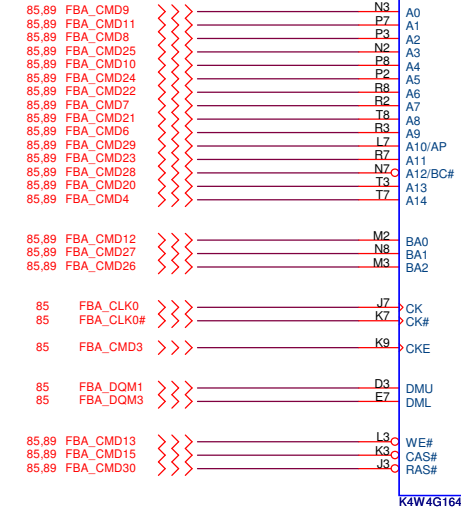 85,89 FBA_CMD9 N3 A0
85,89 FBA_CMD11 P7 A1
85,89 FBA_CMD8 P3 A2
85,89 FBA_CMD25 N2 A3
85,89 FBA_CMD10 P8 A4
85,89 FBA_CMD24 P2 A5
85,89 FBA_CMD22 R8 A6
85,89 FBA_CMD7 R2 A7
85,89 FBA_CMD21 T8 A8
85,89 FBA_CMD6 R3 A9
85,89 FBA_CMD29 L7 A10/AP
85,89 FBA_CMD23 R7 A11
85,89 FBA_CMD28 N7 A12/BC#
85,89 FBA_CMD20 T3 A13
85,89 FBA_CMD4 T7 A14
85,89 FBA_CMD12 M2 BA0
85,89 FBA_CMD27 N8 BA1
85,89 FBA_CMD26 M3 BA2
85 FBA_CLK0 J7 CK
85 FBA_CLK0# K7 CK#
85 FBA_CMD3 K9 CKE
85 FBA_DQM1 D3 DMU
85 FBA_DQM3 E7 DML
85,89 FBA_CMD13 L3 WE#
85,89 FBA_CMD15 K3 CAS#
85,89 FBA_CMD30 J3 RAS#
K4W4G164